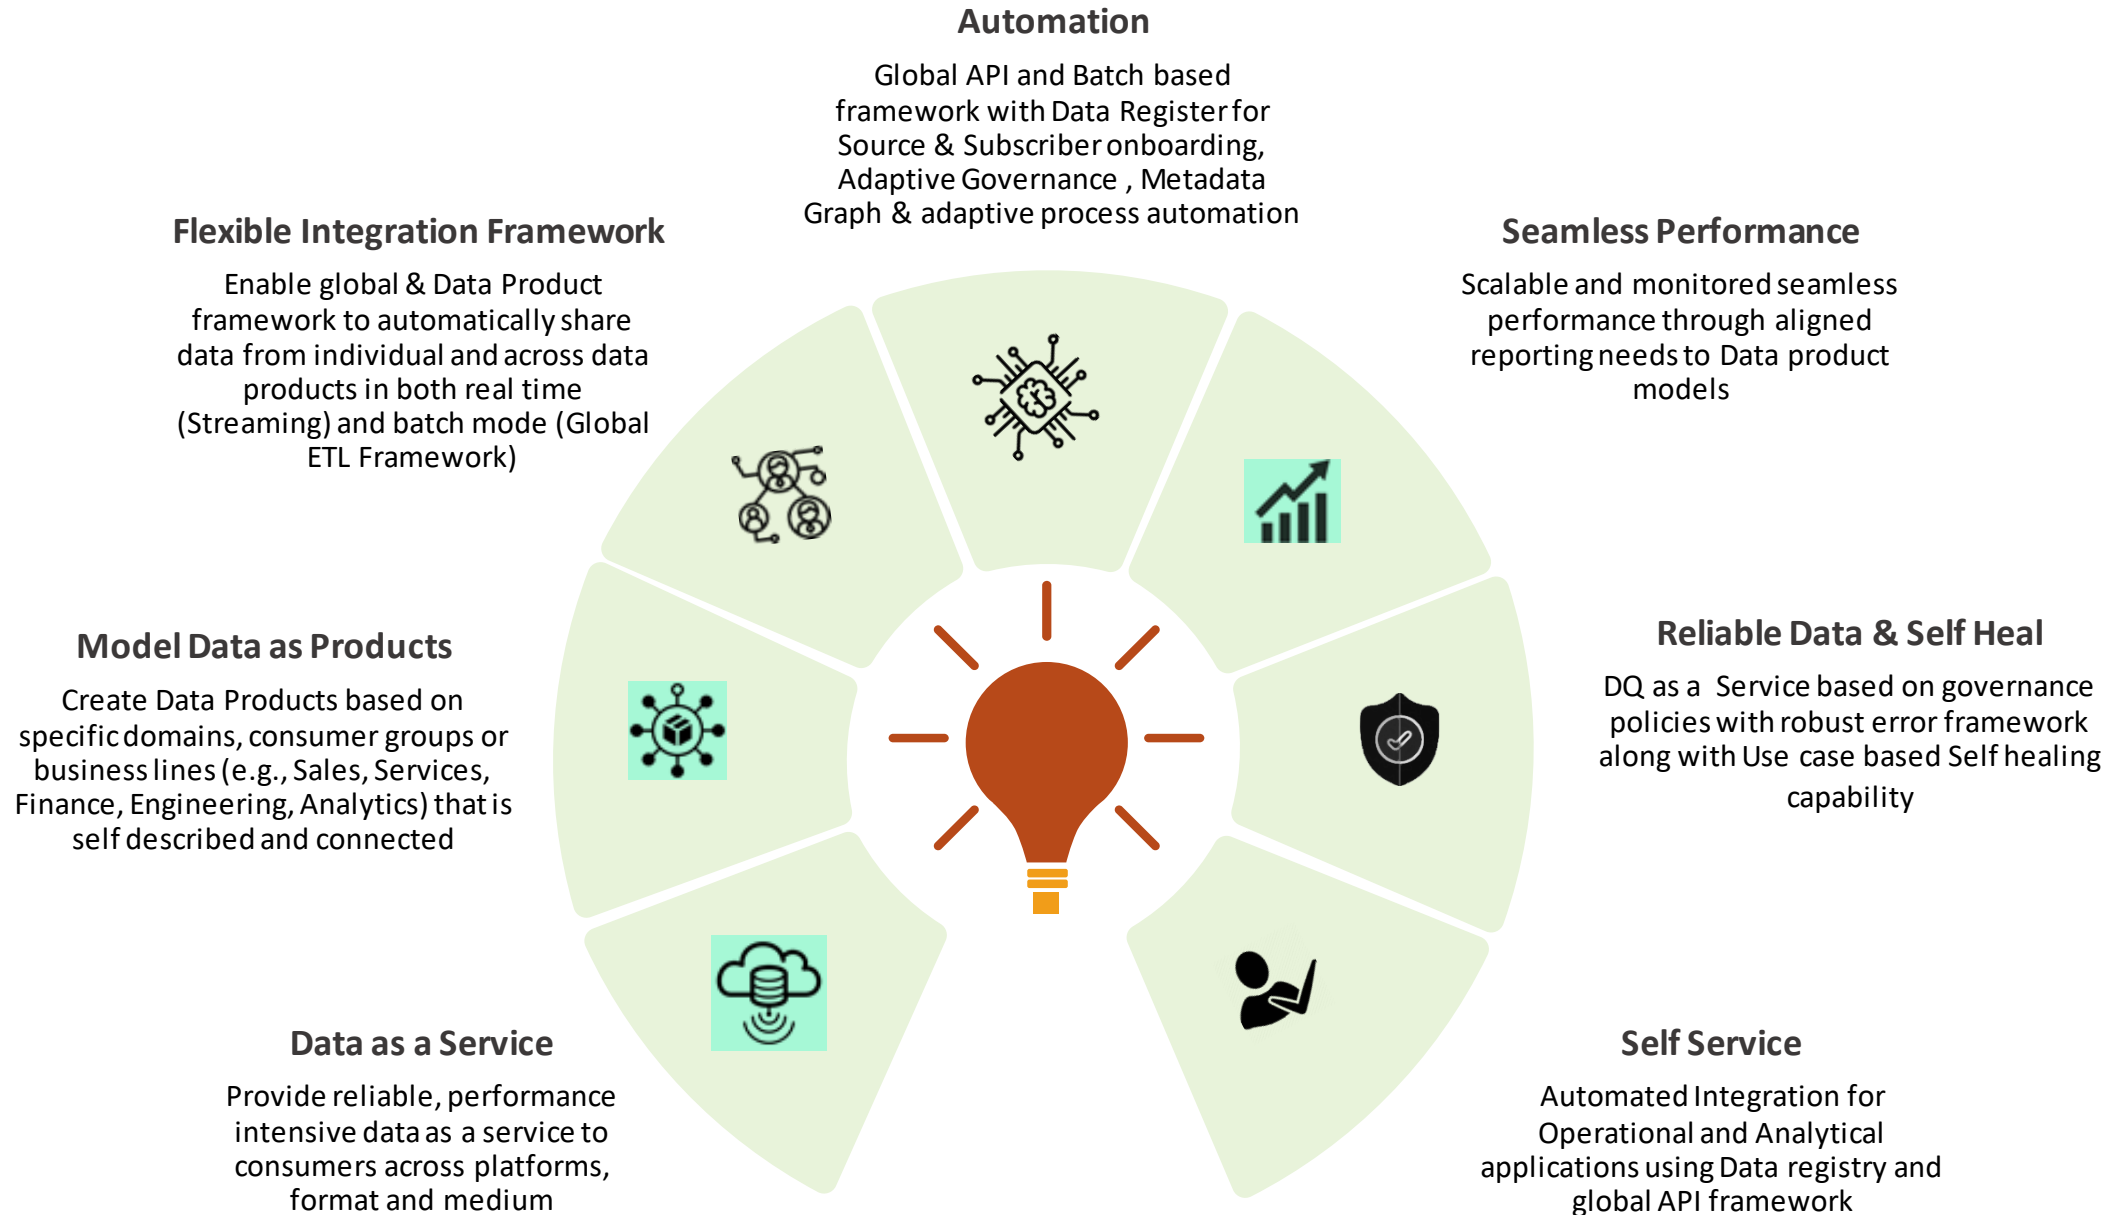 Automation
Global API and Batch based
framework with Data Register for
Source & Subscriber onboarding,
Adaptive Governance , Metadata
Graph & adaptive process automation
Flexible Integration Framework
Enable global & Data Product
framework to automatically share
data from individual and across data
products in both real time
(Streaming) and batch mode (Global
ETL Framework)
Seamless Performance
Scalable and monitored seamless
performance through aligned
reporting needs to Data product
models
Model Data as Products
Create Data Products based on
specific domains, consumer groups or
business lines (e.g., Sales, Services,
Finance, Engineering, Analytics) that is
self described and connected
Reliable Data & Self Heal
DQ as a Service based on governance
policies with robust error framework
along with Use case based Self healing
capability
Data as a Service
Provide reliable, performance
intensive data as a service to
consumers across platforms,
format and medium
Self Service
Automated Integration for
Operational and Analytical
applications using Data registry and
global API framework